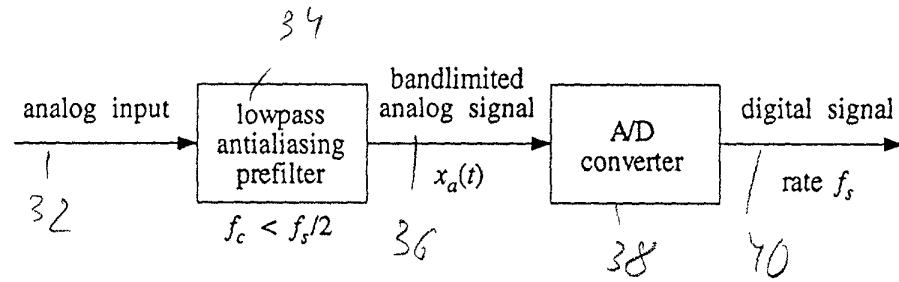 34
analog input
lowpass
antialiasing
prefilter
f_c < f_s/2
bandlimited
analog signal
x_a(t)
A/D
converter
digital signal
rate f_s
32
36
38
40